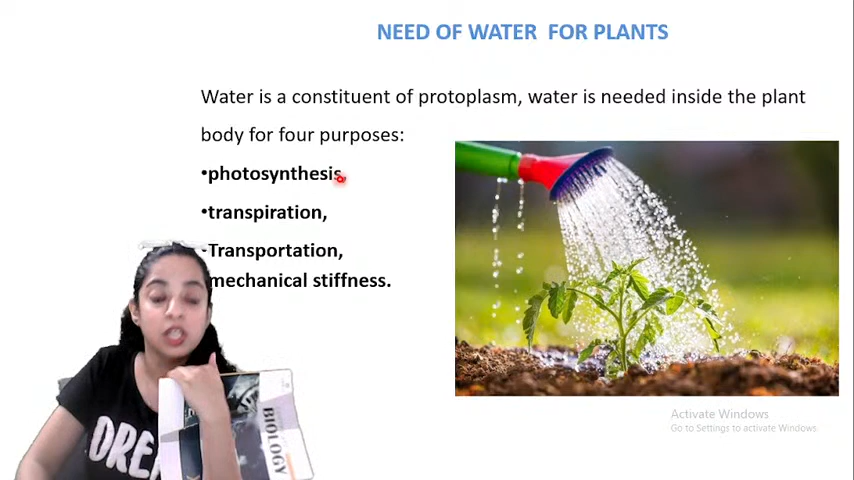 NEED OF WATER FOR PLANTS
Water is a constituent of protoplasm, water is needed inside the plant
body for four purposes:
•photosynthesis,
•transpiration,
•Transportation,
mechanical stiffness.
BIOLOGY
Activate Windows
Go to Settings to activate Windows.